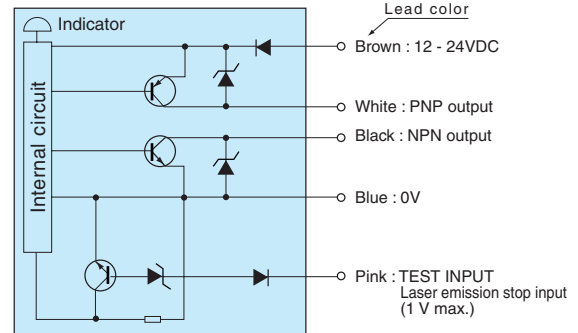 Lead color
Indicator
Brown : 12 - 24VDC
Internal circuit
White : PNP output
Black : NPN output
Blue : 0V
Pink : TEST INPUT
Laser emission stop input
(1 V max.)